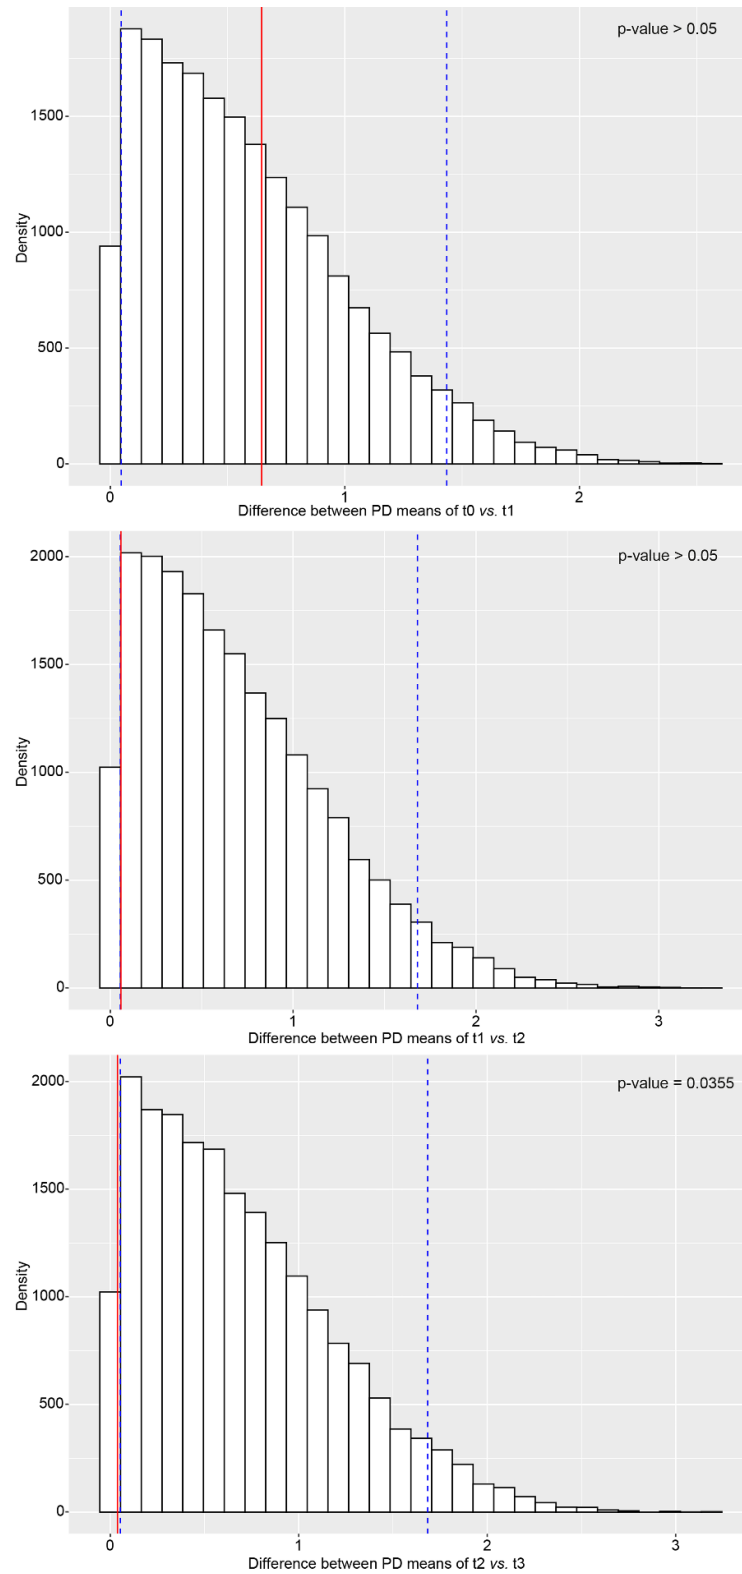 p-value > 0.05
1500
1000
500
0
Density
0 1 2
Difference between PD means of t0 vs. t1
p-value > 0.05
2000
1500
1000
500
0
Density
0 1 2 3
Difference between PD means of t1 vs. t2
p-value = 0.0355
2000
1500
1000
500
0
Density
0 1 2 3
Difference between PD means of t2 vs. t3